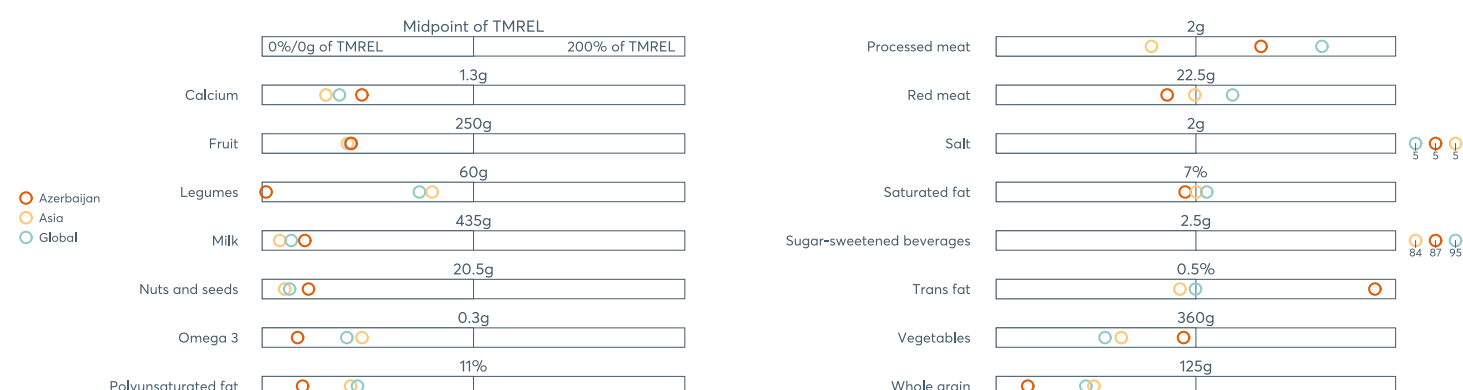 Midpoint of TMREL
0%/0g of TMREL
200% of TMREL
1.3g
Calcium
250g
Fruit
60g
Legumes
435g
Milk
20.5g
Nuts and seeds
0.3g
Omega 3
11%
Polyunsaturated fat
Azerbaijan
Asia
Global
2g
Processed meat
22.5g
Red meat
2g
Salt
5 5 5
7%
Saturated fat
2.5g
Sugar-sweetened beverages
84 87 95
0.5%
Trans fat
360g
Vegetables
125g
Whole grain